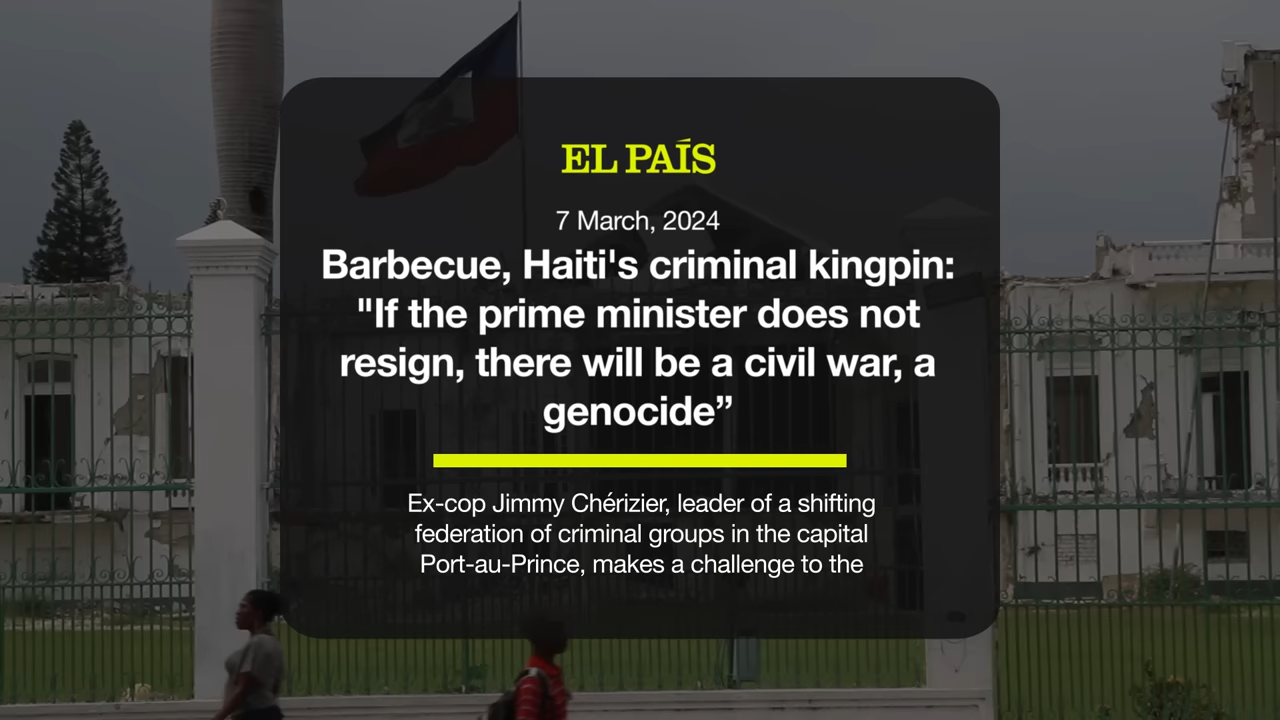 EL PAÍS
7 March, 2024
Barbecue, Haiti's criminal kingpin:
"If the prime minister does not
resign, there will be a civil war, a
genocide”
Ex-cop Jimmy Chérizier, leader of a shifting
federation of criminal groups in the capital
Port-au-Prince, makes a challenge to the